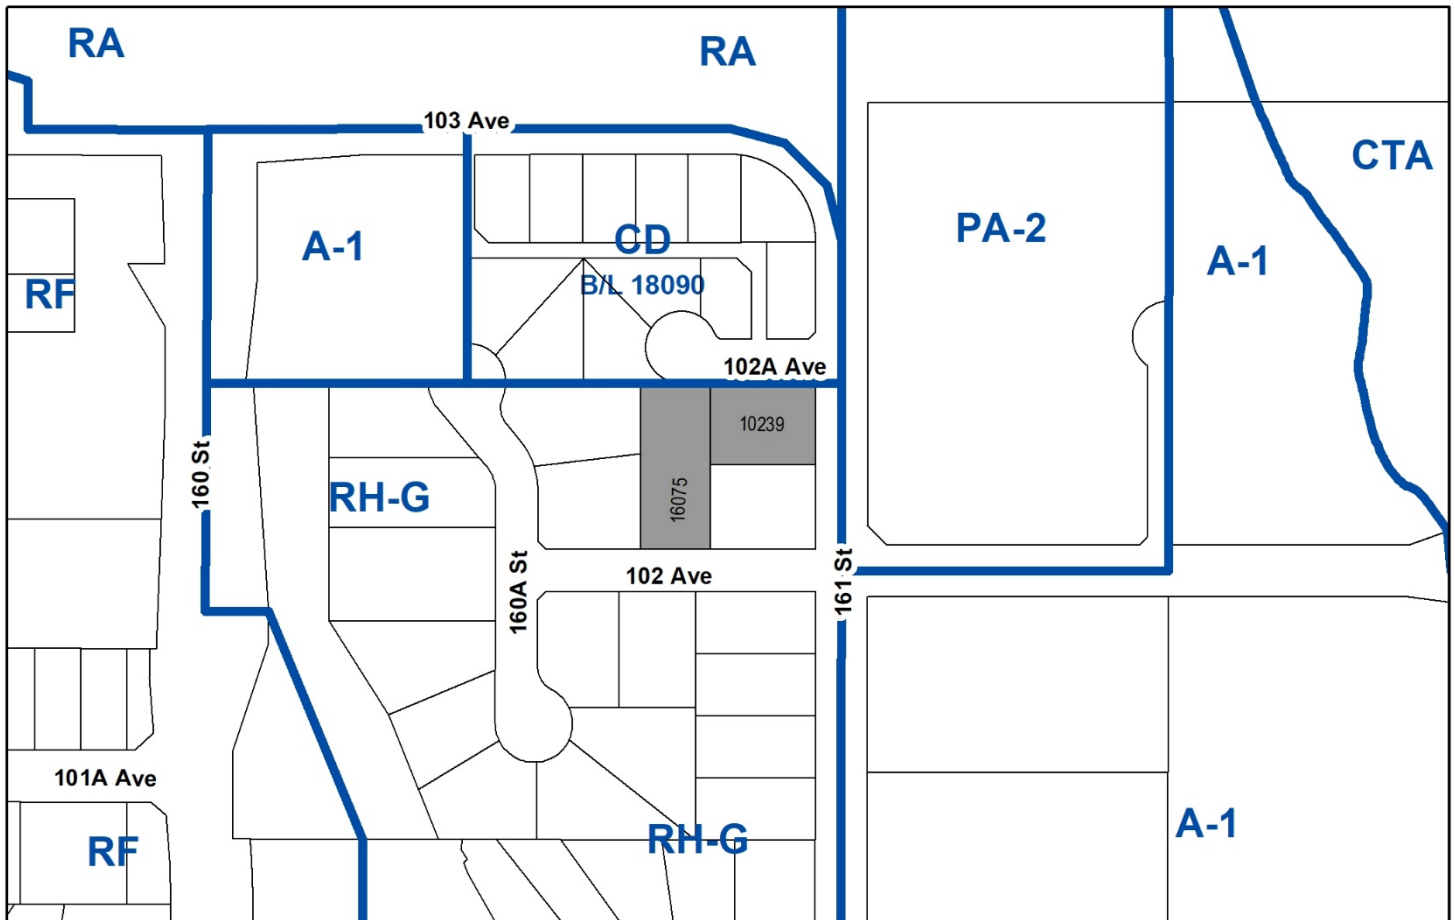 RA
RA
103 Ave
CTA
A-1
CD
PA-2
A-1
RF
B/L 18090
102A Ave
10239
160 St
RH-G
16075
160A St
102 Ave
161 St
101A Ave
RF
RH-G
A-1